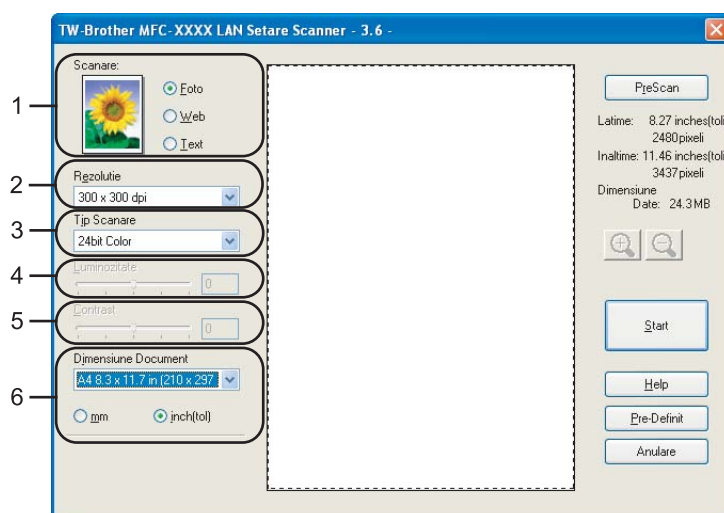 TW-Brother MFC-XXXX LAN Setare Scanner - 3.6 -
Scanare:
1
Foto
Web
Text
2
Rezolutie
300 x 300 dpi
3
Tip Scanare
24bit Color
4
Luminozitate
0
5
Contrast
0
6
Dimensiune Document
A4 8.3 x 11.7 in (210 x 297
mm
inch(tol)
PreScan
Latime: 8.27 inches(toli
2480pixeli
Inaltime: 11.46 inches(toli
3437pixeli
Dimensiune
Date: 24.3MB
Start
Help
Pre-Definit
Anulare